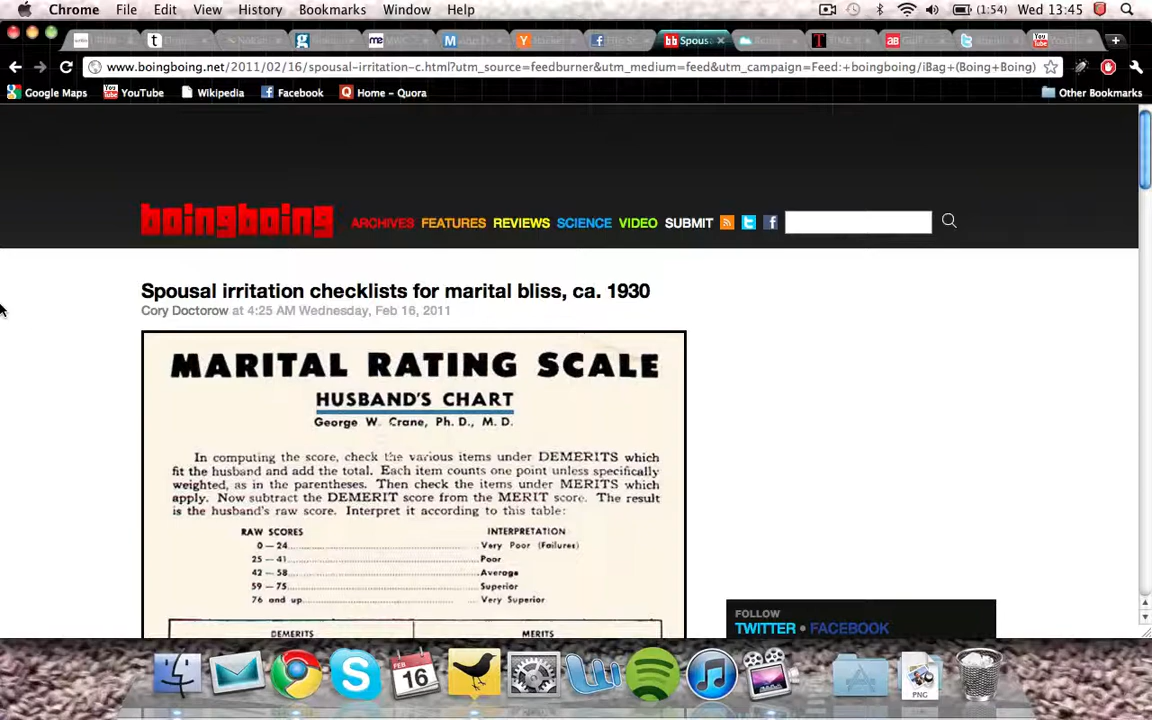 Chrome File Edit View History Bookmarks Window Help (1:54) Wed 13:45
Spous
www.boingboing.net/2011/02/16/spousal-irritation-c.html?utm_source=feedburner&utm_medium=feed&utm_campaign=Feed:+boingboing/iBag+(Boing+Boing)
Google Maps YouTube Wikipedia Facebook Home – Quora Other Bookmarks
boingboing ARCHIVES FEATURES REVIEWS SCIENCE VIDEO SUBMIT
Spousal irritation checklists for marital bliss, ca. 1930
Cory Doctorow at 4:25 AM Wednesday, Feb 16, 2011
MARITAL RATING SCALE
HUSBAND'S CHART
George W. Crane, Ph. D., M. D.
In computing the score, check the various items under DEMERITS which
fit the husband and add the total. Each item counts one point unless specifically
weighted, as in the parentheses. Then check the items under MERITS which
apply. Now subtract the DEMERIT score from the MERIT score. The result
is the husband's raw score. Interpret it according to this table:
RAW SCORES INTERPRETATION
0 — 24 Very Poor (Failures)
25 — 41 Poor
42 — 58 Average
59 — 75 Superior
76 and up Very Superior
DEMERITS MERITS
FOLLOW
TWITTER • FACEBOOK
FEB
16
PNG